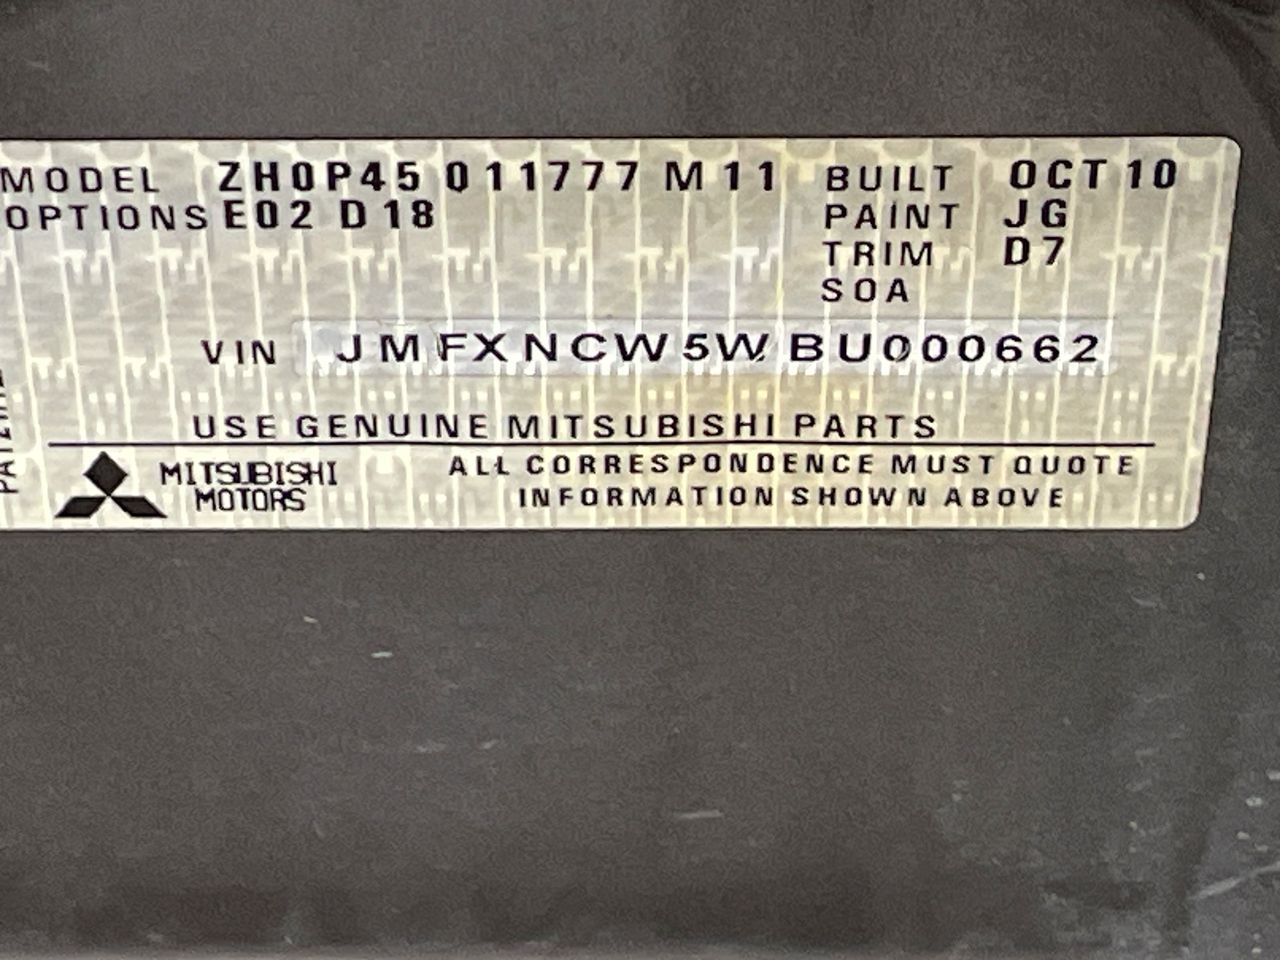 MODEL ZH0P45 011777 M11 BUILT OCT 10
OPTIONS E02 D18 PAINT JG
TRIM D7
SOA
VIN JMFXNCW5WBU000662
USE GENUINE MITSUBISHI PARTS
MITSUBISHI MOTORS
ALL CORRESPONDENCE MUST QUOTE
INFORMATION SHOWN ABOVE